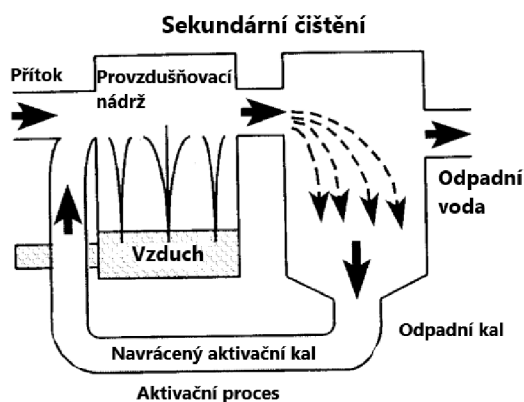 Sekundární čištění
Přítok
Provzdušňovací
nádrž
Odpadní
voda
Vzduch
Odpadní kal
Navrácený aktivační kal
Aktivační proces